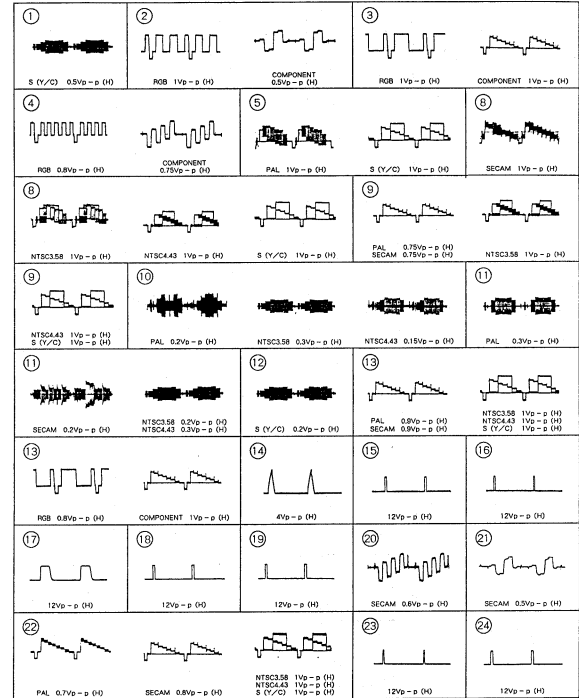 1
S (Y/C) 0.5Vp-p (H)
2
RGB 1Vp-p (H)
COMPONENT
0.5Vp-p (H)
3
RGB 1Vp-p (H)
COMPONENT 1Vp-p (H)
4
RGB 0.8Vp-p (H)
COMPONENT
0.75Vp-p (H)
5
PAL 1Vp-p (H)
S (Y/C) 1Vp-p (H)
8
SECAM 1Vp-p (H)
8
NTSC3.58 1Vp-p (H)
NTSC4.43 1Vp-p (H)
S (Y/C) 1Vp-p (H)
9
PAL 0.75Vp-p (H)
SECAM 0.75Vp-p (H)
NTSC3.58 1Vp-p (H)
9
NTSC4.43 1Vp-p (H)
S (Y/C) 1Vp-p (H)
10
PAL 0.2Vp-p (H)
NTSC3.58 0.3Vp-p (H)
NTSC4.43 0.15Vp-p (H)
11
PAL 0.3Vp-p (H)
11
SECAM 0.2Vp-p (H)
NTSC3.58 0.2Vp-p (H)
NTSC4.43 0.3Vp-p (H)
12
S (Y/C) 0.2Vp-p (H)
13
PAL 0.9Vp-p (H)
SECAM 0.9Vp-p (H)
NTSC3.58 1Vp-p (H)
NTSC4.43 1Vp-p (H)
S (Y/C) 1Vp-p (H)
13
RGB 0.8Vp-p (H)
COMPONENT 1Vp-p (H)
14
4Vp-p (H)
15
12Vp-p (H)
16
12Vp-p (H)
17
12Vp-p (H)
18
12Vp-p (H)
19
12Vp-p (H)
20
SECAM 0.6Vp-p (H)
21
SECAM 0.5Vp-p (H)
22
PAL 0.7Vp-p (H)
SECAM 0.8Vp-p (H)
NTSC3.58 1Vp-p (H)
NTSC4.43 1Vp-p (H)
S (Y/C) 1Vp-p (H)
23
12Vp-p (H)
24
12Vp-p (H)